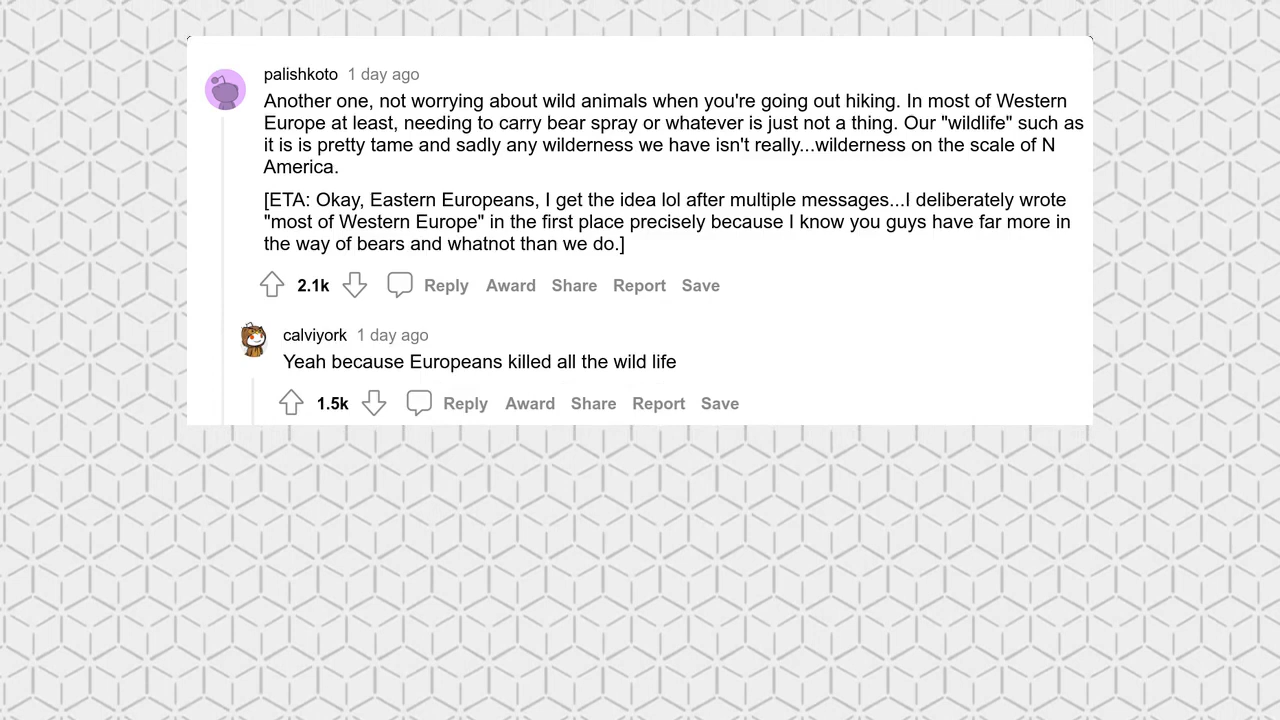 palishkoto 1 day ago
Another one, not worrying about wild animals when you're going out hiking. In most of Western
Europe at least, needing to carry bear spray or whatever is just not a thing. Our "wildlife" such as
it is is pretty tame and sadly any wilderness we have isn't really...wilderness on the scale of N
America.
[ETA: Okay, Eastern Europeans, I get the idea lol after multiple messages...I deliberately wrote
"most of Western Europe" in the first place precisely because I know you guys have far more in
the way of bears and whatnot than we do.]
2.1k Reply Award Share Report Save
calviyork 1 day ago
Yeah because Europeans killed all the wild life
1.5k Reply Award Share Report Save